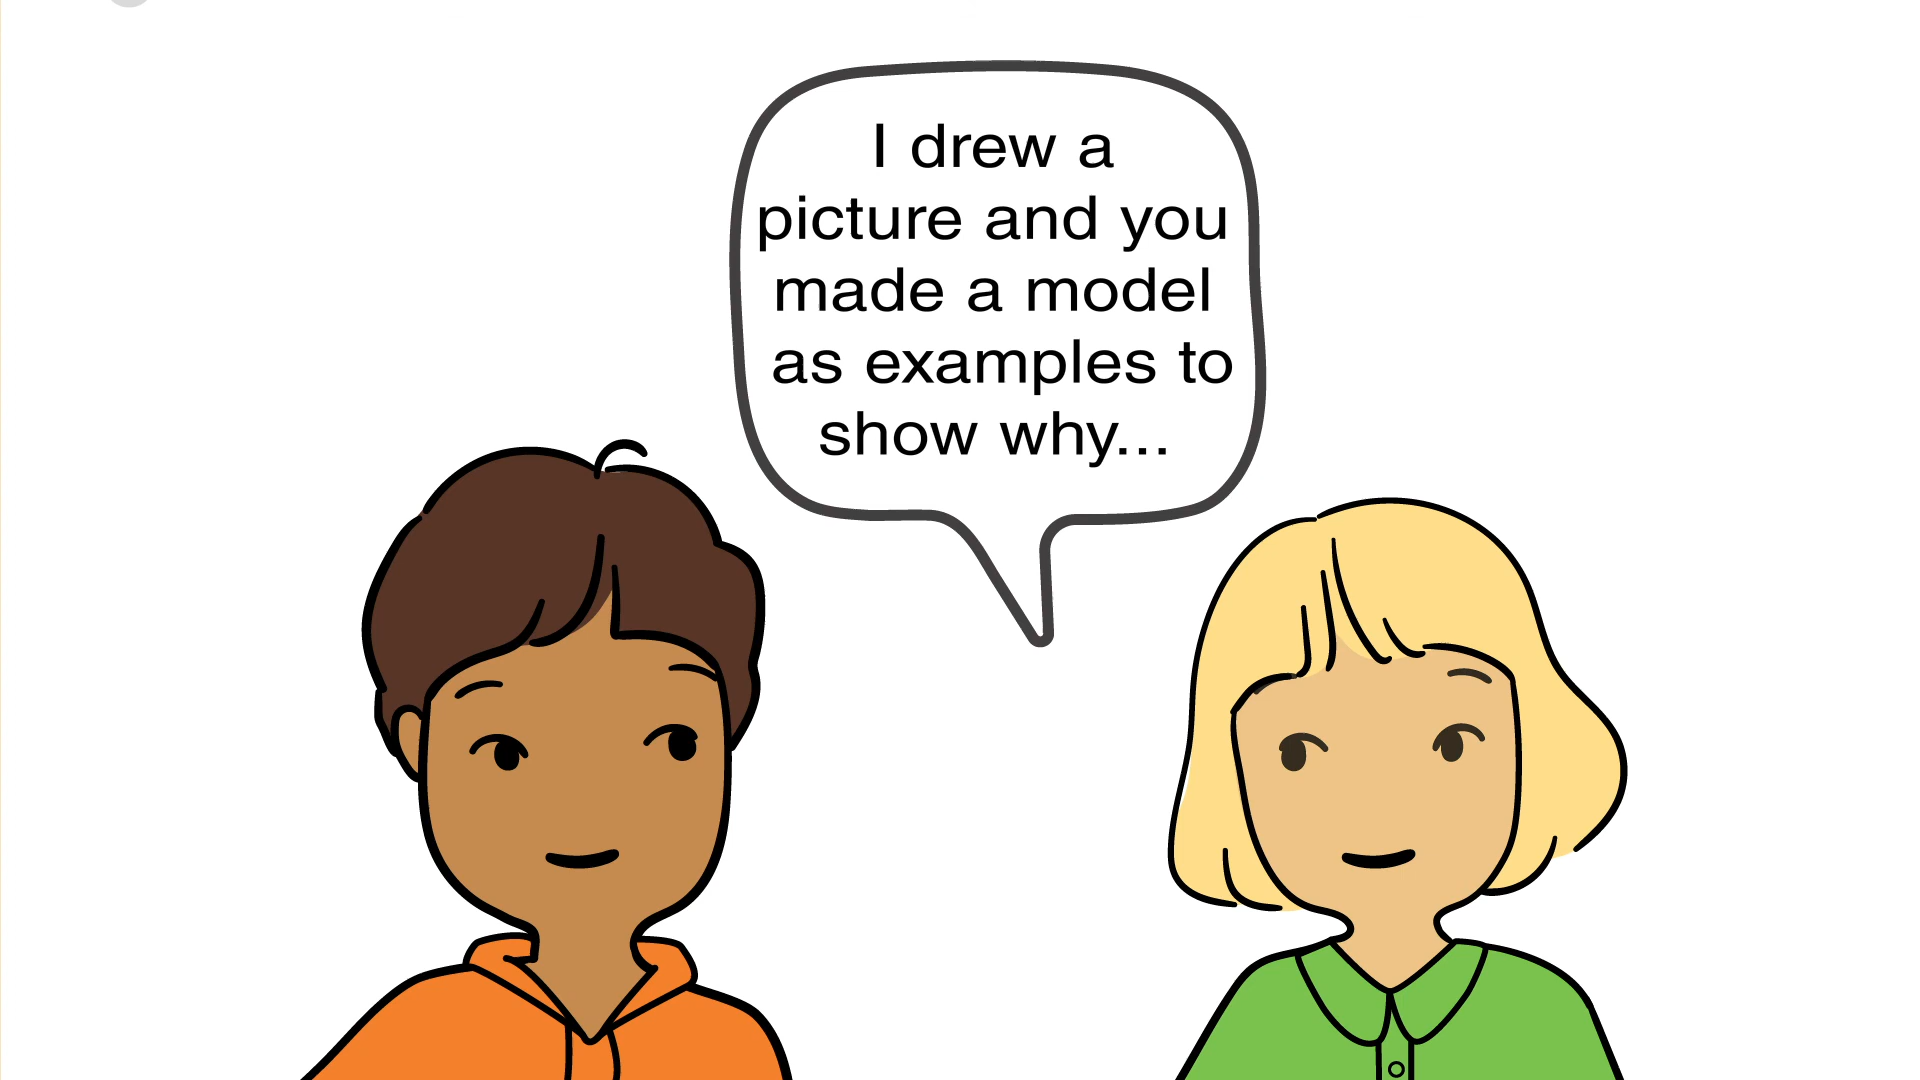 I drew a
picture and you
made a model
as examples to
show why...